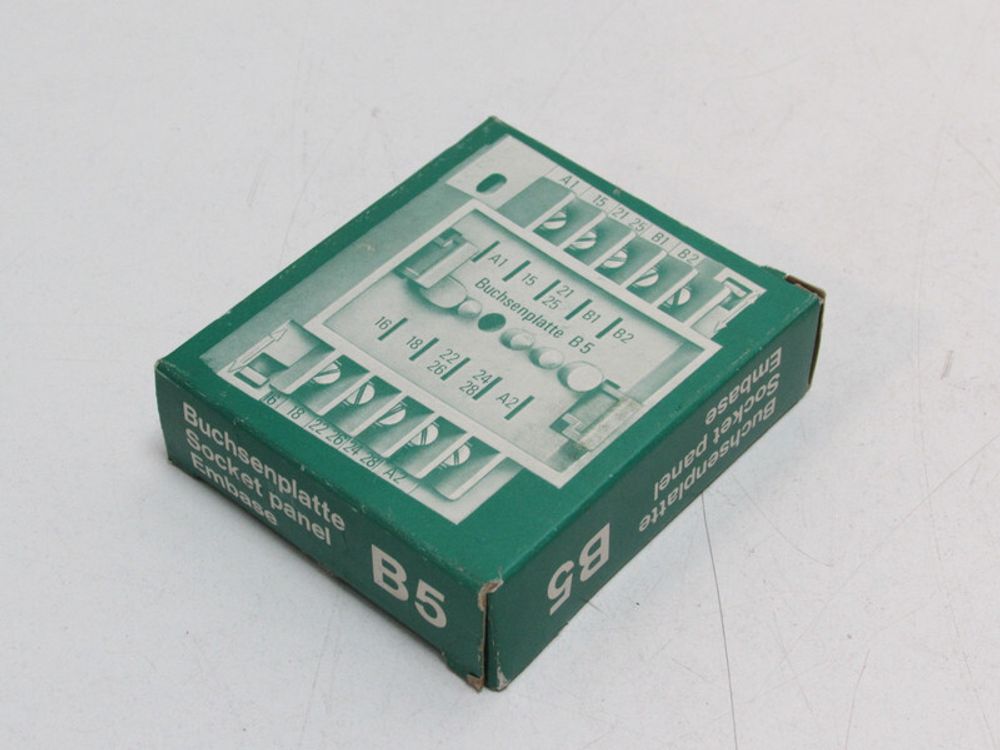 A1 15 21 25 B1 B2
A1 15 21 25 B1 B2
Buchsenplatte B5
16 18 22 26 24 28 A2
16 18 22 26 24 28 A2
Buchsenplatte
Socket panel
Embase
B5
Buchsenplatte
Socket panel
Embase
B5